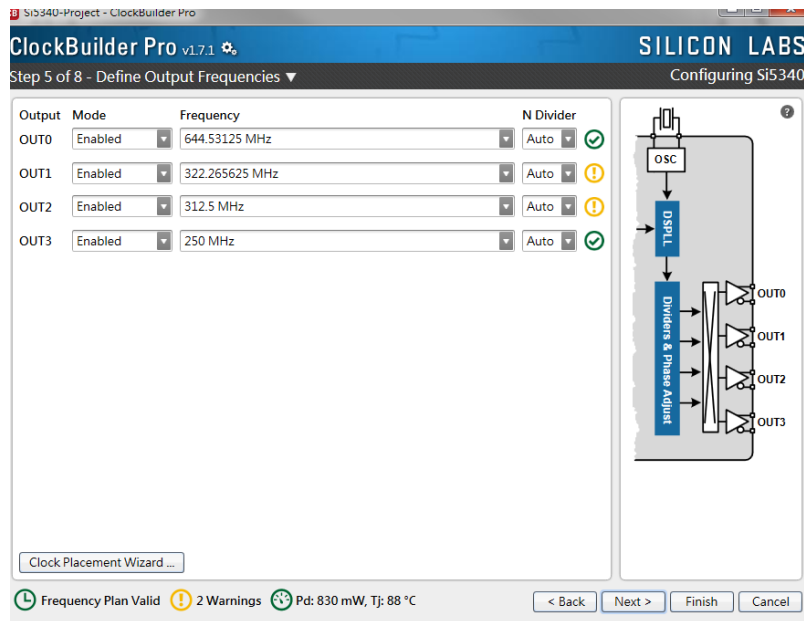 Si5340-Project - ClockBuilder Pro
ClockBuilder Pro v1.7.1
SILICON LABS
Step 5 of 8 - Define Output Frequencies ▼
Configuring Si5340
Output Mode Frequency N Divider
OUT0 Enabled 644.53125 MHz Auto
OUT1 Enabled 322.265625 MHz Auto
OUT2 Enabled 312.5 MHz Auto
OUT3 Enabled 250 MHz Auto
OSC
DSPLL
Dividers & Phase Adjust
OUT0
OUT1
OUT2
OUT3
Clock Placement Wizard ...
Frequency Plan Valid 2 Warnings Pd: 830 mW, Tj: 88 °C
< Back Next > Finish Cancel